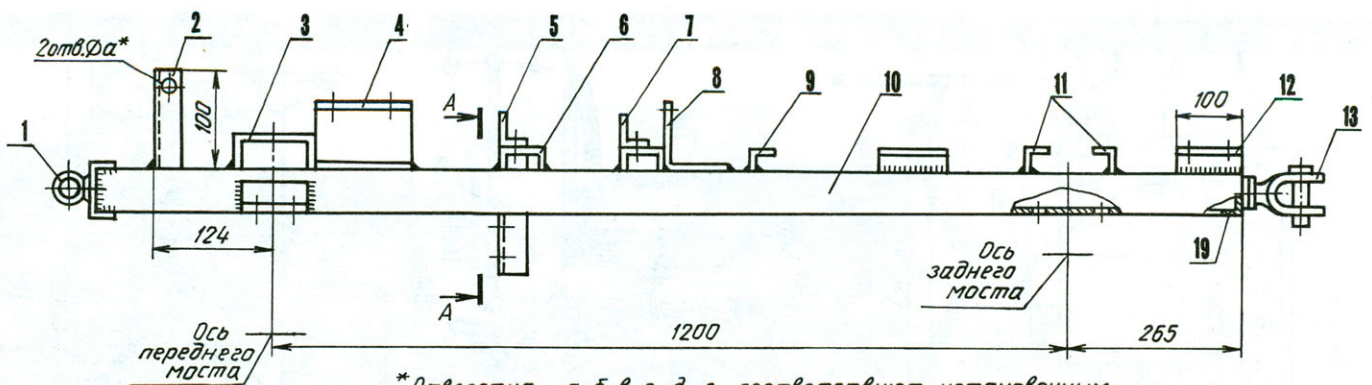 2отв.Φа*
2
3
4
5
6
7
8
9
10
11
12
13
1
100
А
100
124
19
Ось
заднего
моста
А
1200
265
Ось
переднего
моста
*Отверстия а, б, в, г, д, е соответствуют установочным